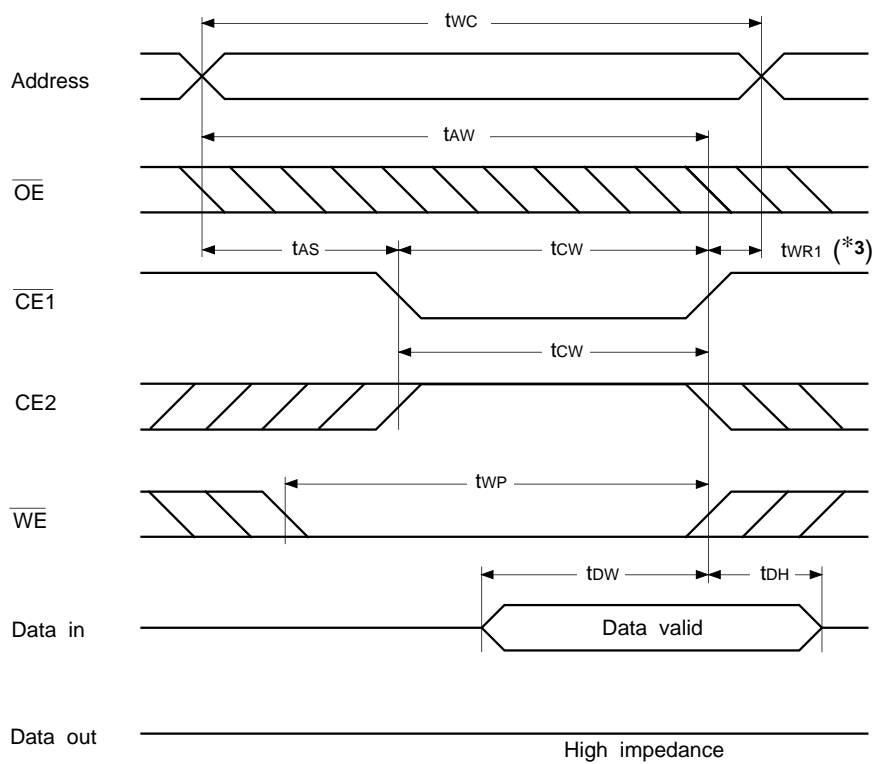 tWC
Address
tAW
OE
tAS tCW tWR1 (*3)
CE1
tCW
CE2
tWP
WE
tDW tDH
Data in Data valid
Data out
High impedance